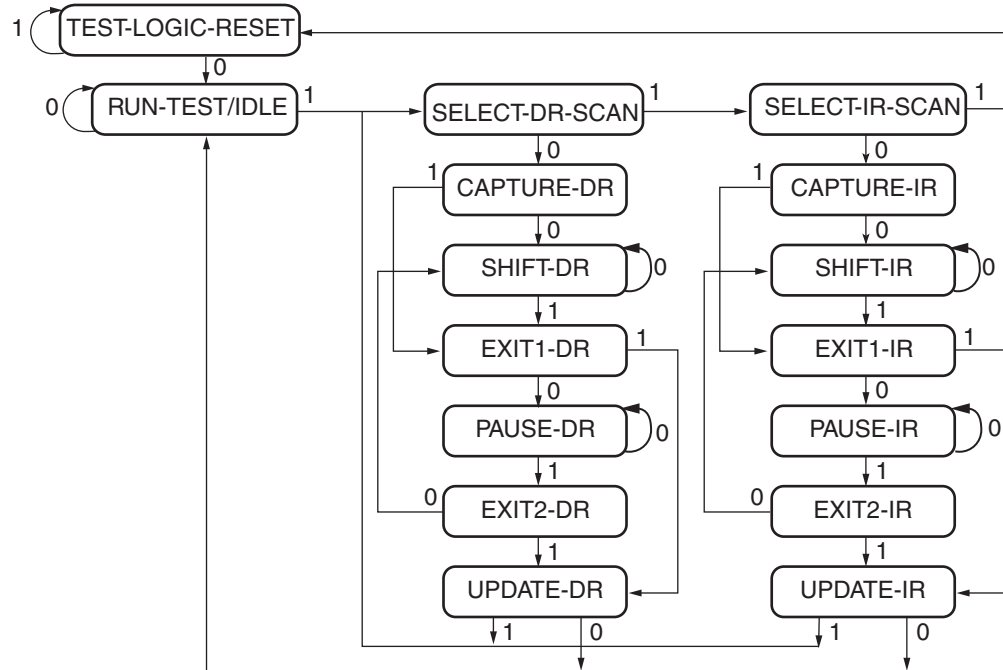 1 TEST-LOGIC-RESET
0
0 RUN-TEST/IDLE 1
SELECT-DR-SCAN 1
SELECT-IR-SCAN 1
0
0
1 CAPTURE-DR
1 CAPTURE-IR
0
0
SHIFT-DR 0
SHIFT-IR 0
1
1
EXIT1-DR 1
EXIT1-IR 1
0
0
PAUSE-DR 0
PAUSE-IR 0
1
1
0 EXIT2-DR
0 EXIT2-IR
1
1
UPDATE-DR
UPDATE-IR
1 0
1 0